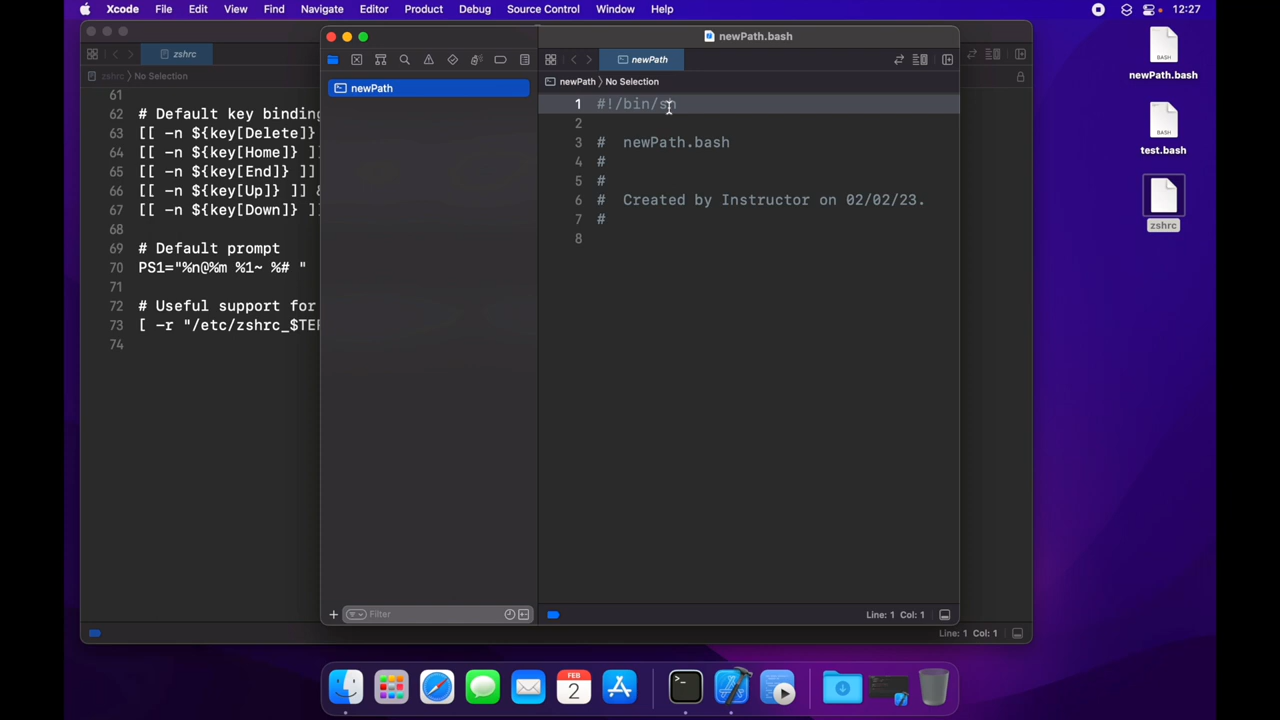 Xcode File Edit View Find Navigate Editor Product Debug Source Control Window Help 12:27
zshrc
zshrc 〉 No Selection
61
62 # Default key binding
63 [[ -n ${key[Delete]}
64 [[ -n ${key[Home]} ]]
65 [[ -n ${key[End]} ]]
66 [[ -n ${key[Up]} ]] &
67 [[ -n ${key[Down]} ]]
68
69 # Default prompt
70 PS1="%n@%m %1~ %# "
71
72 # Useful support for
73 [ -r "/etc/zshrc_$TE
74
Line: 1 Col: 1
newPath.bash
newPath
newPath
newPath 〉 No Selection
1 #!/bin/sh
2
3 # newPath.bash
4 #
5 #
6 # Created by Instructor on 02/02/23.
7 #
8
Filter
Line: 1 Col: 1
BASH
newPath.bash
BASH
test.bash
zshrc
FEB
2